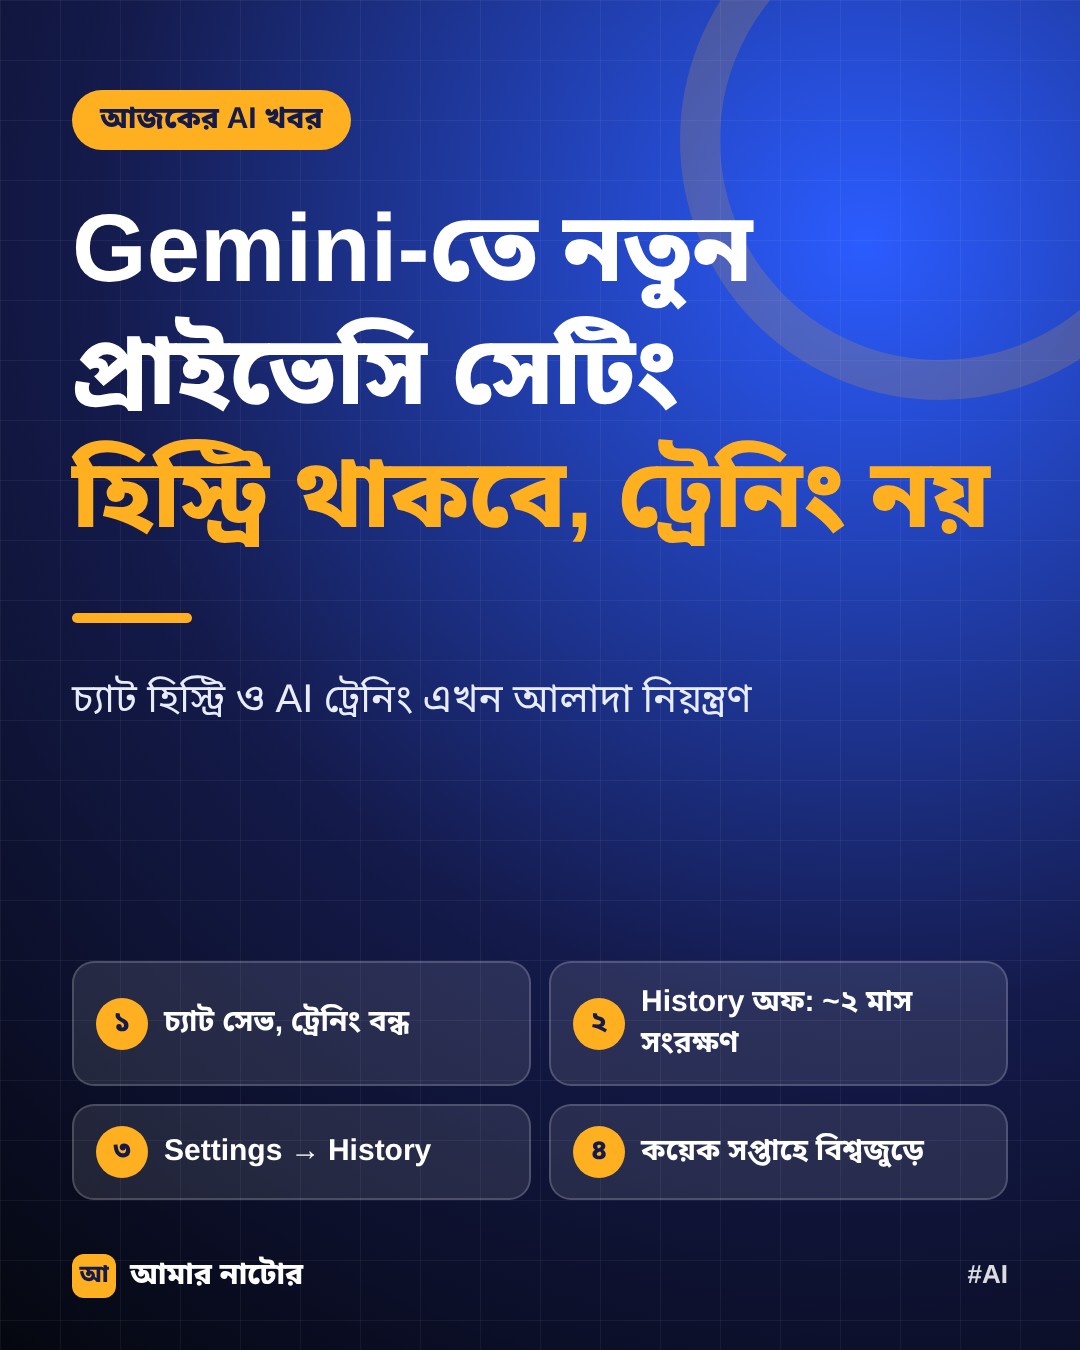 আজকের AI খবর
Gemini-তে নতুন
প্রাইভেসি সেটিং
হিস্ট্রি থাকবে, ট্রেনিং নয়
চ্যাট হিস্ট্রি ও AI ট্রেনিং এখন আলাদা নিয়ন্ত্রণ
১ চ্যাট সেভ, ট্রেনিং বন্ধ
২ History অফ: ~২ মাস
সংরক্ষণ
৩ Settings → History
৪ কয়েক সপ্তাহে বিশ্বজুড়ে
আ আমার নাটোর
#AI